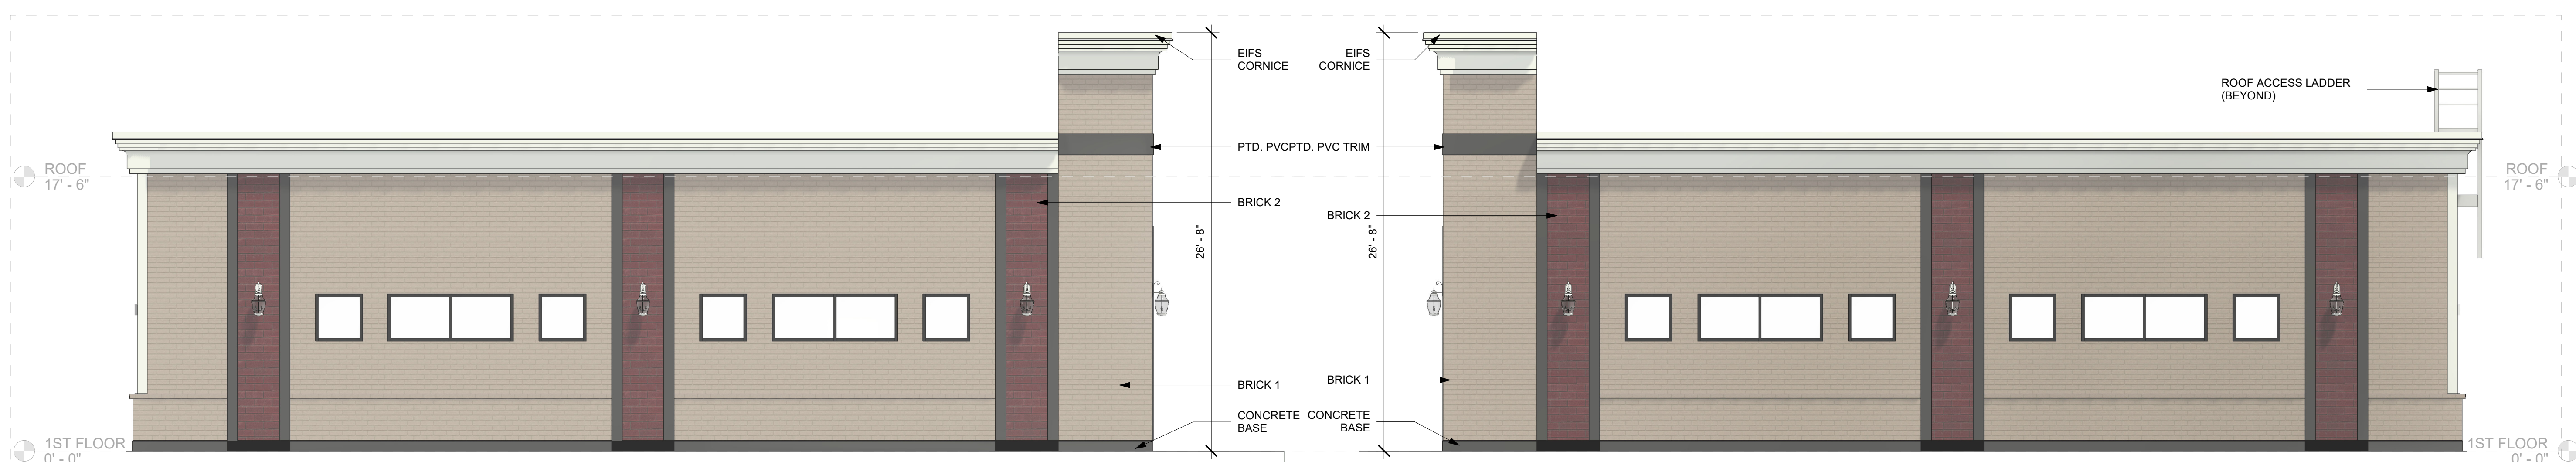 EIFS
CORNICE
EIFS
CORNICE
ROOF ACCESS LADDER
(BEYOND)
PTD. PVCPTD. PVC TRIM
ROOF
17' - 6"
ROOF
17' - 6"
BRICK 2
BRICK 2
26' - 8"
26' - 8"
BRICK 1
BRICK 1
CONCRETE
BASE
CONCRETE
BASE
1ST FLOOR
0' - 0"
1ST FLOOR
0' - 0"